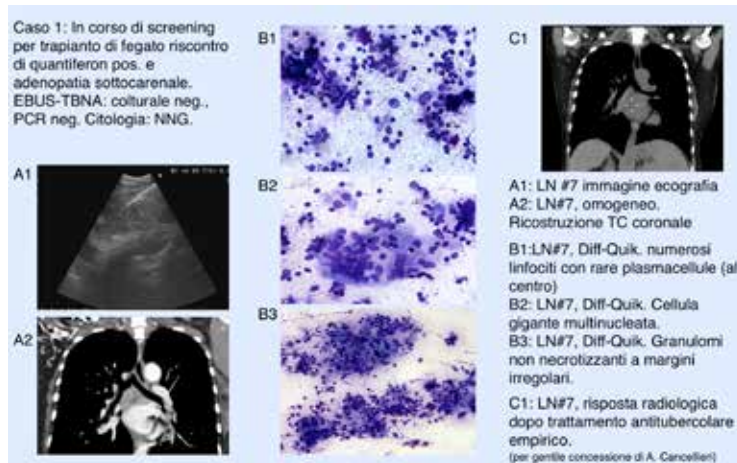 Caso 1: In corso di screening
per trapianto di fegato riscontro
di quantiferon pos. e
adenopatia sottocarenale.
EBUS-TBNA: colturale neg.,
PCR neg. Citologia: NNG.
A1
A2
B1
B2
B3
C1
A1: LN #7 immagine ecografia
A2: LN#7, omogeneo.
Ricostruzione TC coronale
B1:LN#7, Diff-Quik. numerosi
linfociti con rare plasmacellule (al
centro)
B2: LN#7, Diff-Quik. Cellula
gigante multinucleata.
B3: LN#7, Diff-Quik. Granulomi
non necrotizzanti a margini
irregolari.
C1: LN#7, risposta radiologica
dopo trattamento antitubercolare
empirico.
(per gentile concessione di A. Cancellieri)